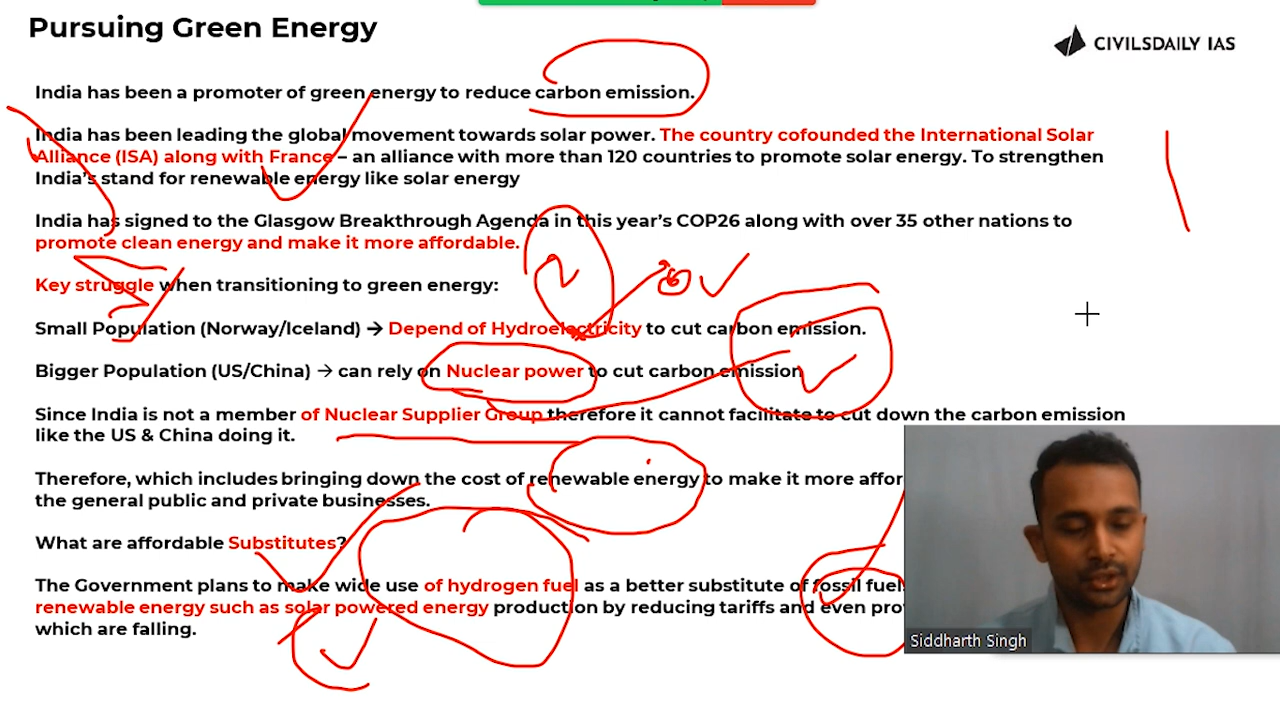 Pursuing Green Energy
CIVILSDAILY IAS
India has been a promoter of green energy to reduce carbon emission.
India has been leading the global movement towards solar power. The country cofounded the International Solar
Alliance (ISA) along with France – an alliance with more than 120 countries to promote solar energy. To strengthen
India's stand for renewable energy like solar energy
India has signed to the Glasgow Breakthrough Agenda in this year's COP26 along with over 35 other nations to
promote clean energy and make it more affordable.
Key struggle when transitioning to green energy:
Small Population (Norway/Iceland) → Depend of Hydroelectricity to cut carbon emission.
Bigger Population (US/China) → can rely on Nuclear power to cut carbon emission
Since India is not a member of Nuclear Supplier Group therefore it cannot facilitate to cut down the carbon emission
like the US & China doing it.
Therefore, which includes bringing down the cost of renewable energy to make it more
the general public and private businesses.
What are affordable Substitutes?
The Government plans to make wide use of hydrogen fuel as a better substitute of fossil
renewable energy such as solar powered energy production by reducing tariffs and even
which are falling.
Siddharth Singh